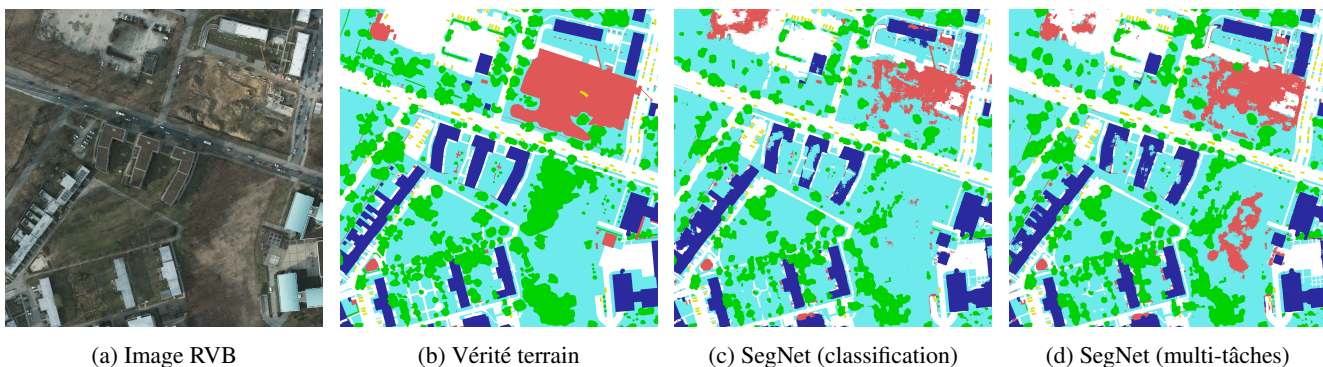 (a) Image RVB
(b) Vérité terrain
(c) SegNet (classification)
(d) SegNet (multi-tâches)